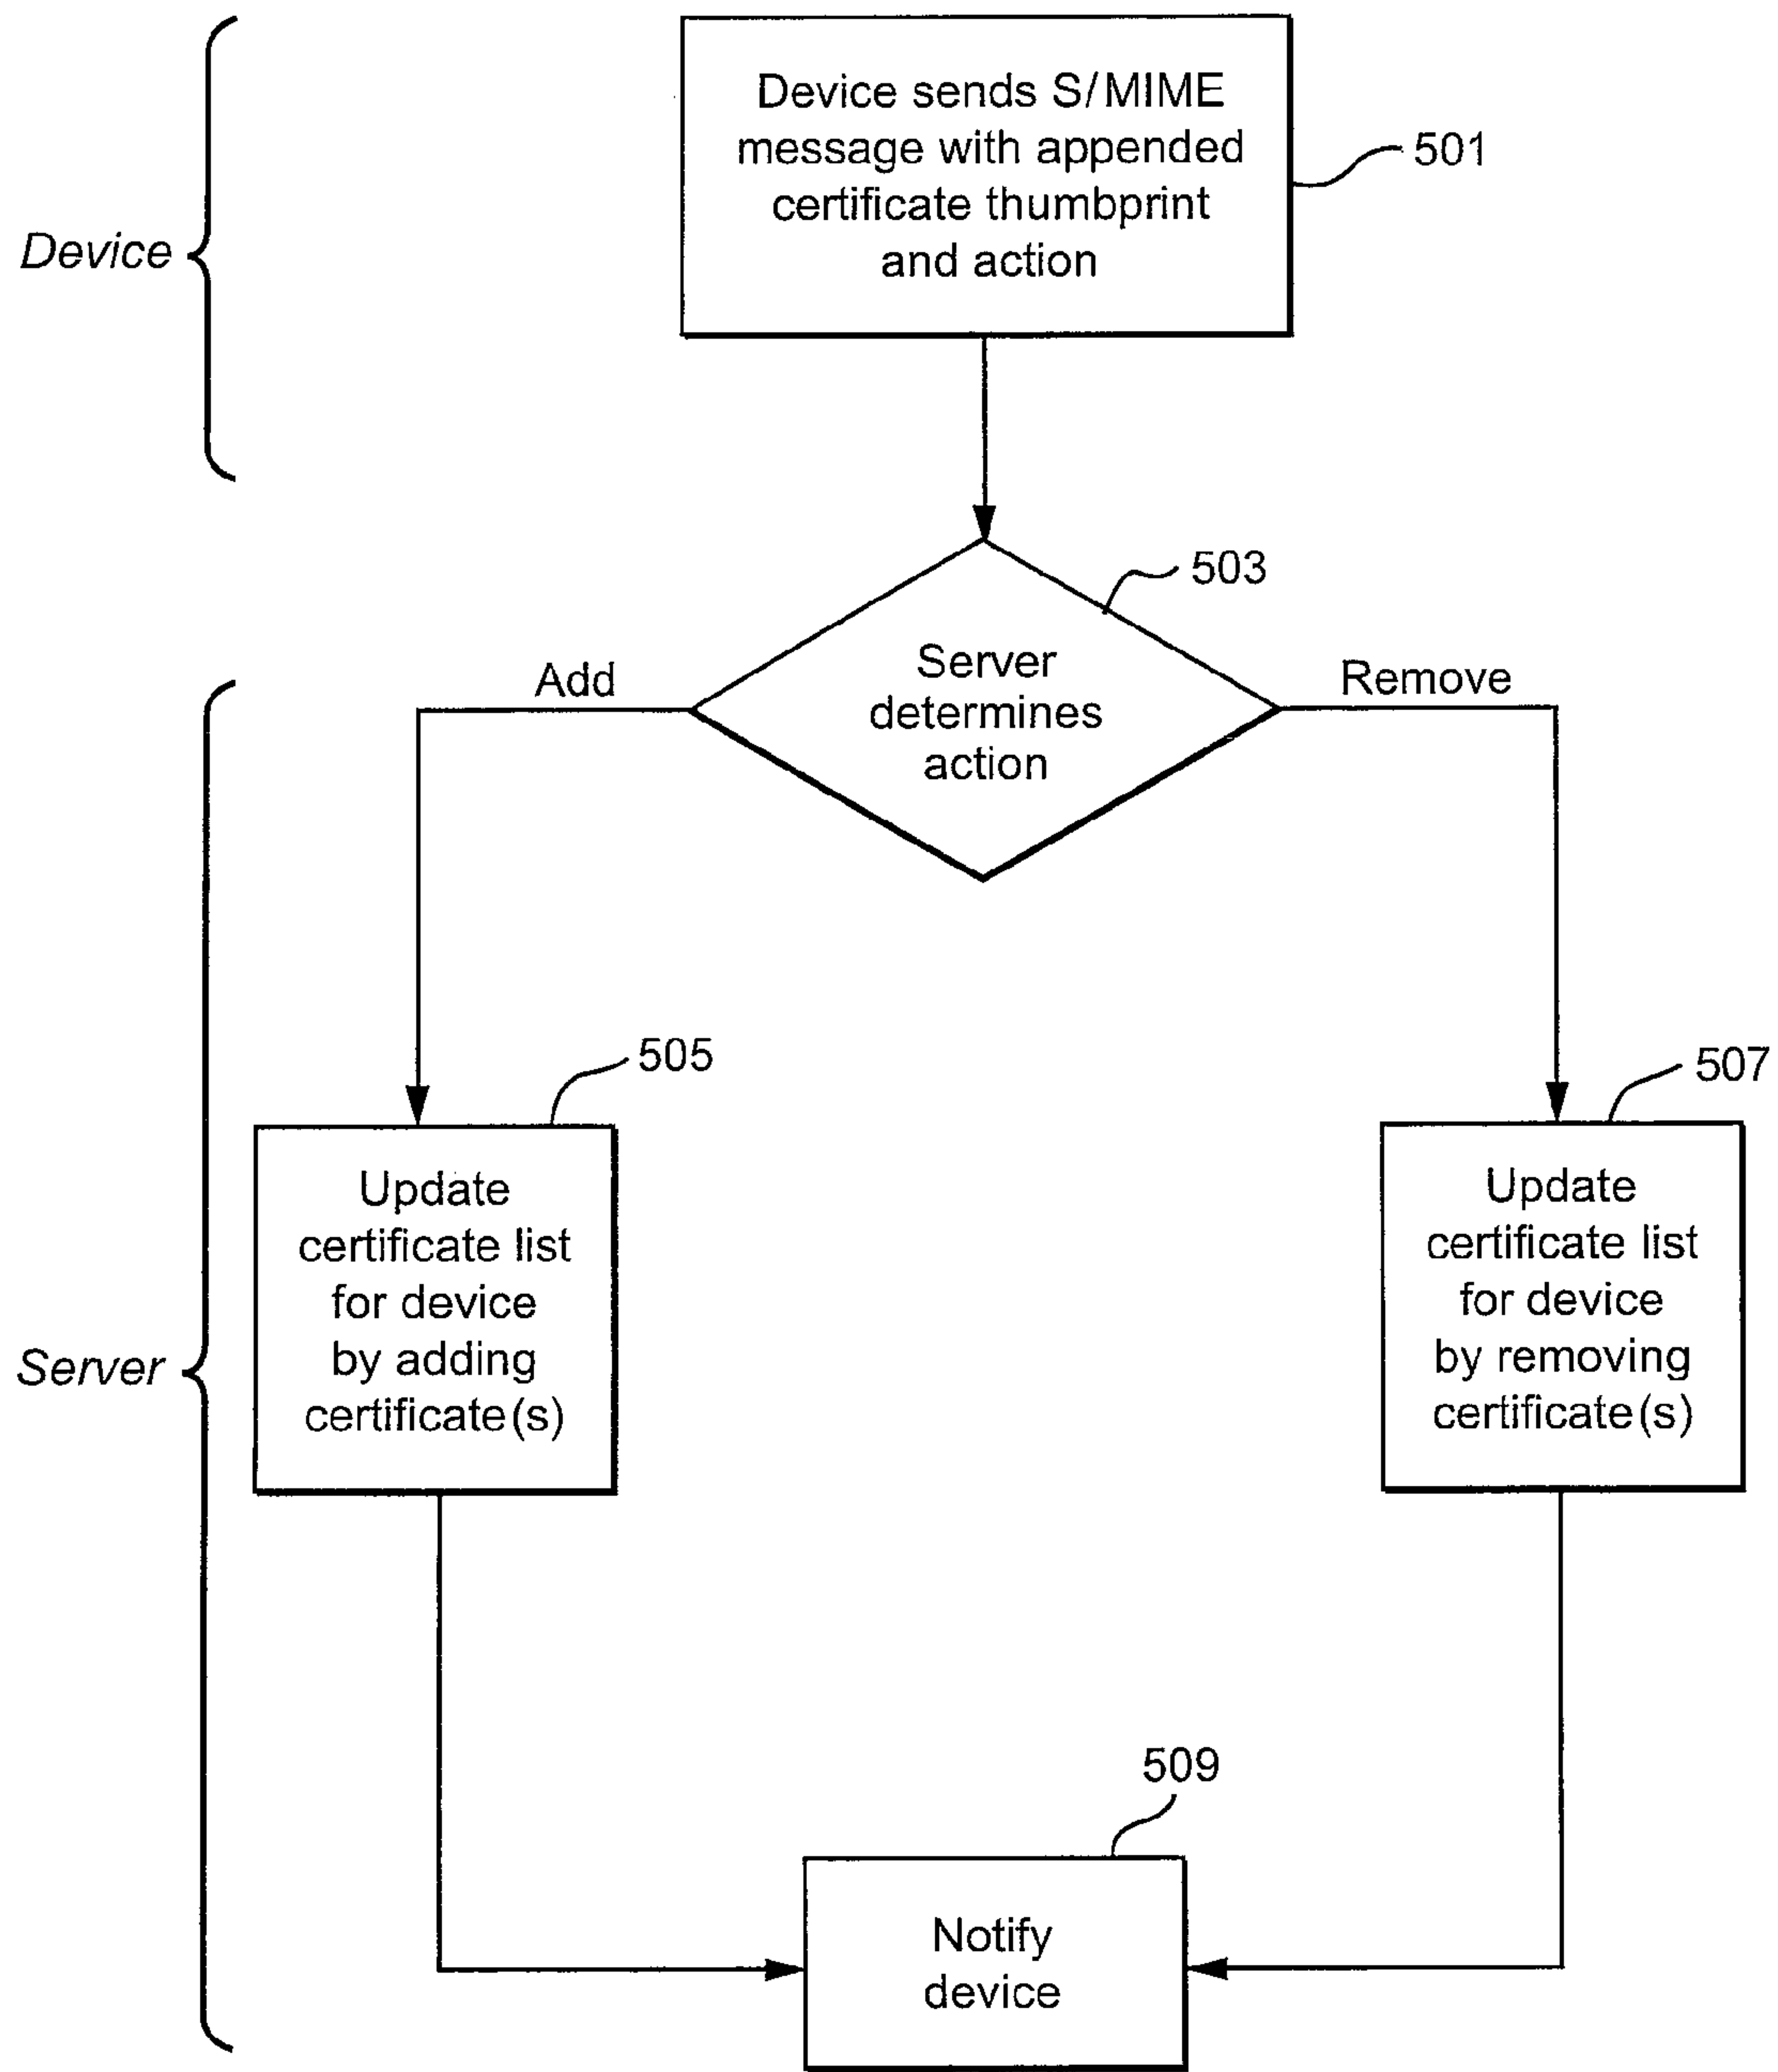 Device sends S/MIME
message with appended
certificate thumbprint
and action
501
Device
503
Server
determines
action
Add
Remove
505
507
Update
certificate list
for device
by adding
certificate(s)
Update
certificate list
for device
by removing
certificate(s)
Server
509
Notify
device